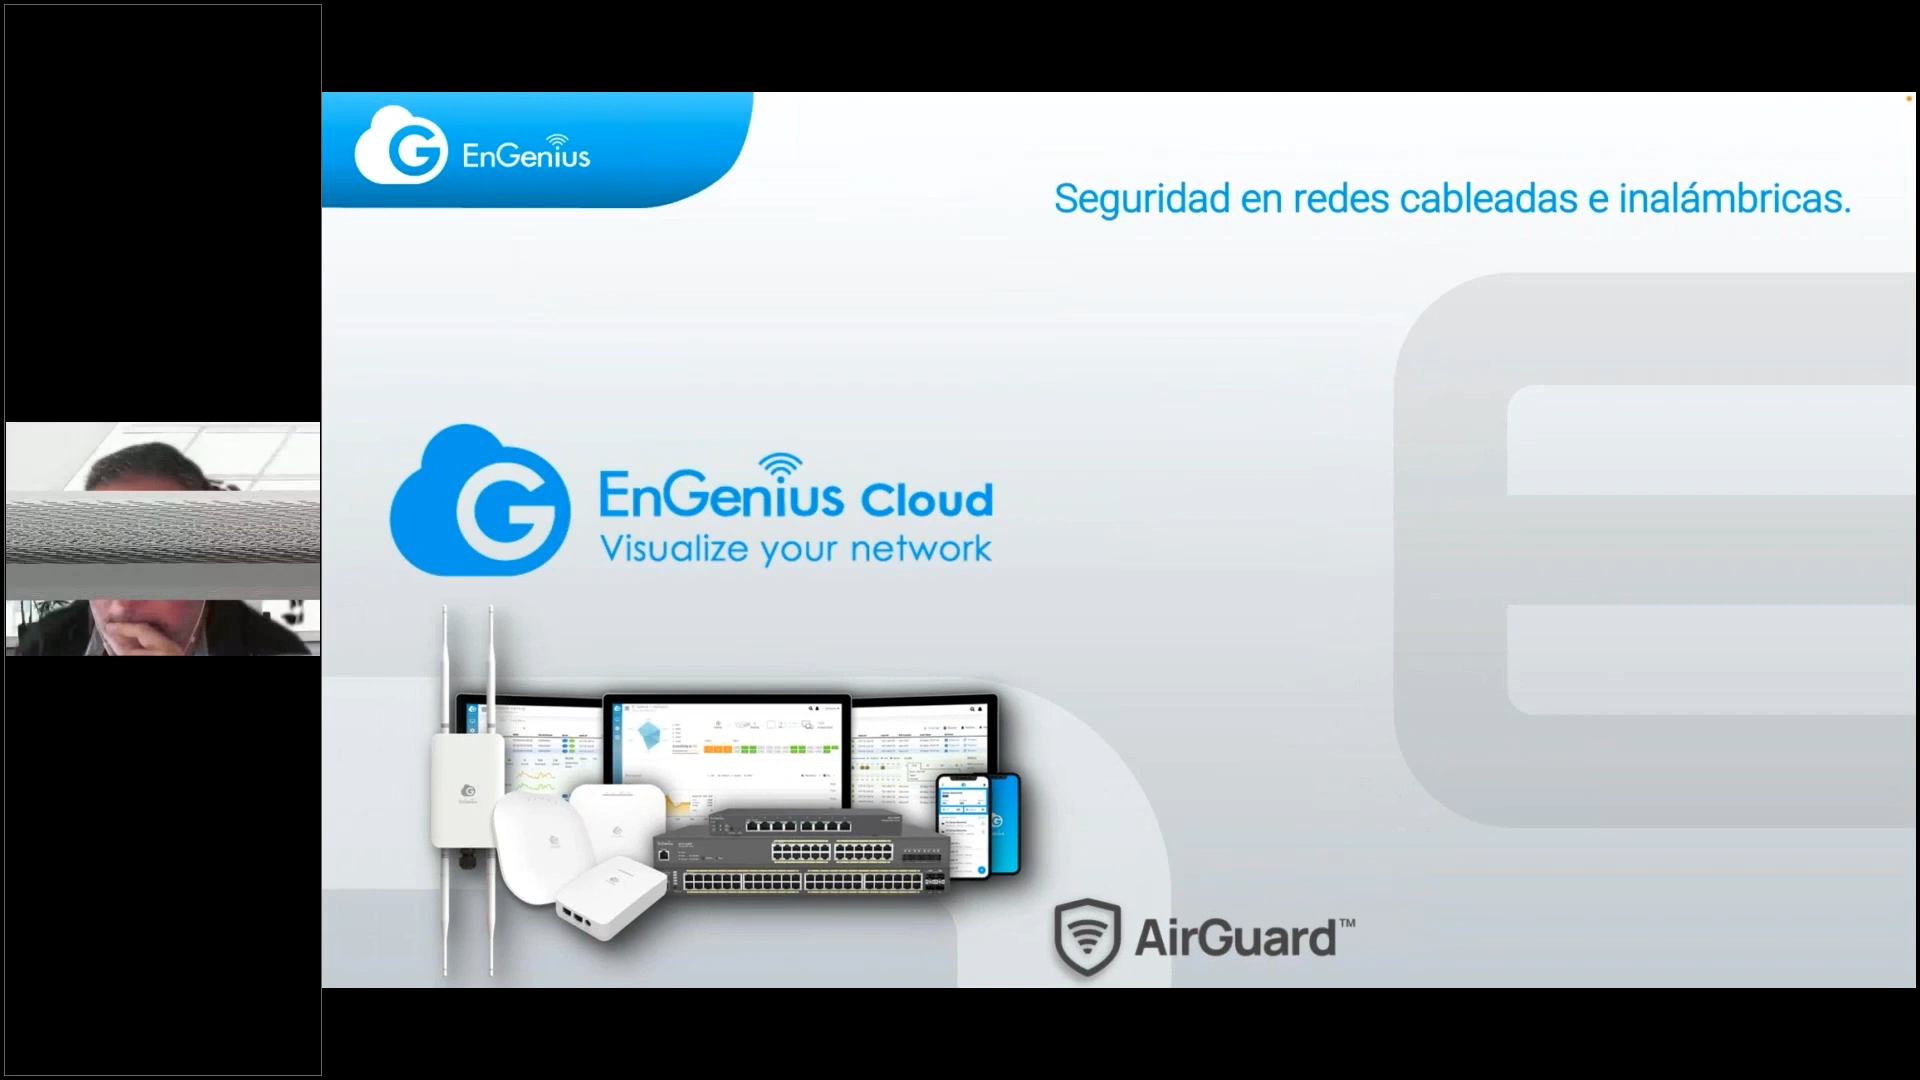 EnGenius
Seguridad en redes cableadas e inalámbricas.
EnGenius Cloud
Visualize your network
AirGuard™